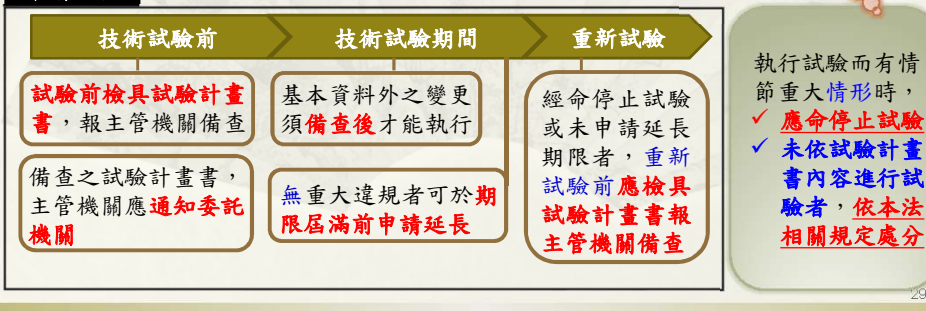 技術試驗前
技術試驗期間
重新試驗
試驗前檢具試驗計畫
書，報主管機關備查
備查之試驗計畫書，
主管機關應通知委託
機關
基本資料外之變更
須備查後才能執行
無重大違規者可於期
限屆滿前申請延長
經命停止試驗
或未申請延長
期限者，重新
試驗前應檢具
試驗計畫書報
主管機關備查
執行試驗而有情
節重大情形時，
✓ 應命停止試驗
✓ 未依試驗計畫
書內容進行試
驗者，依本法
相關規定處分
29